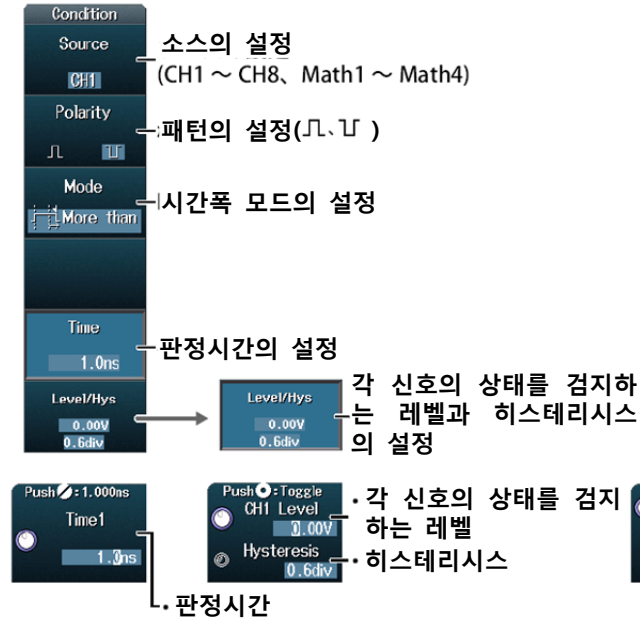 Condition
Source
CH1
소스의 설정
(CH1 ～ CH8、Math1 ～ Math4)
Polarity
패턴의 설정(⎍、⎎ )
Mode
More than
시간폭 모드의 설정
Time
1.0ns
판정시간의 설정
Level/Hys
0.00V
0.6div
Level/Hys
0.00V
0.6div
각 신호의 상태를 검지하
는 레벨과 히스테리시스
의 설정
Push :1.000ns
Time1
1.0ns
· 판정시간
Push :Toggle
CH1 Level
0.00V
Hysteresis
0.6div
· 각 신호의 상태를 검지
하는 레벨
· 히스테리시스